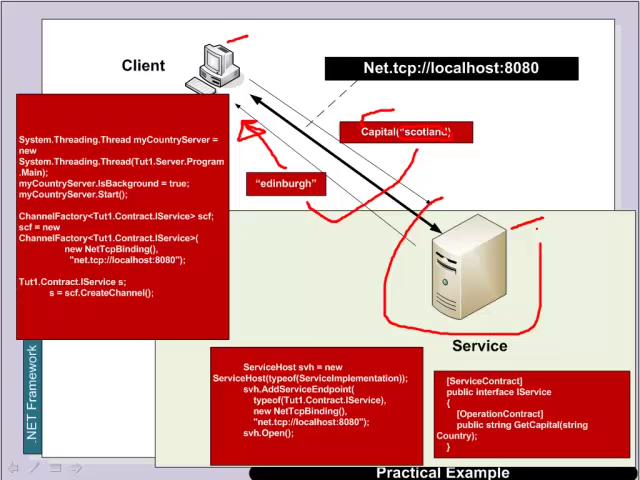 Client
Net.tcp://localhost:8080
Capital("scotland)
"edinburgh"
System.Threading.Thread myCountryServer =
new
System.Threading.Thread(Tut1.Server.Program
.Main);
myCountryServer.IsBackground = true;
myCountryServer.Start();
ChannelFactory<Tut1.Contract.IService> scf;
scf = new
ChannelFactory<Tut1.Contract.IService>(
new NetTcpBinding(),
"net.tcp://localhost:8080");
Tut1.Contract.IService s;
s = scf.CreateChannel();
Service
.NET Framework
ServiceHost svh = new
ServiceHost(typeof(ServiceImplementation));
svh.AddServiceEndpoint(
typeof(Tut1.Contract.IService),
new NetTcpBinding(),
"net.tcp://localhost:8080");
svh.Open();
[ServiceContract]
public interface IService
{
[OperationContract]
public string GetCapital(string
Country);
}
Practical Example